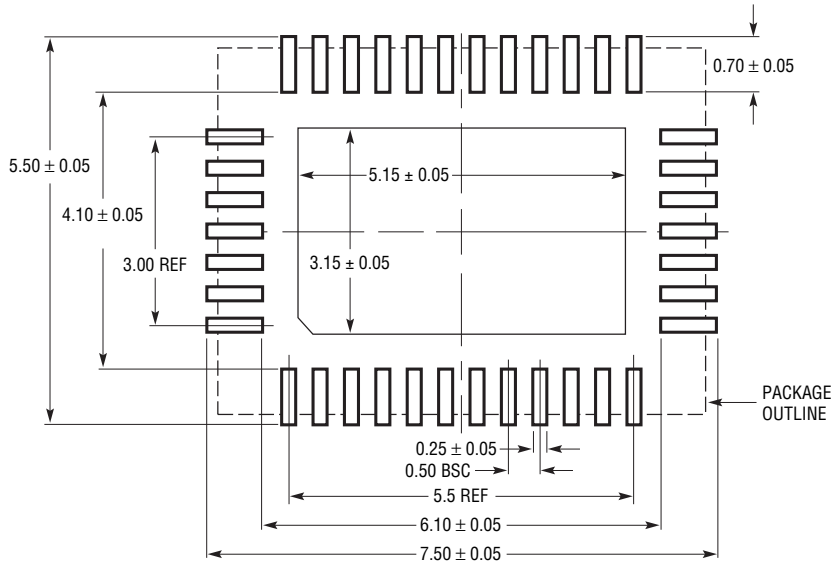 0.70 ± 0.05
5.50 ± 0.05
5.15 ± 0.05
4.10 ± 0.05
3.00 REF
3.15 ± 0.05
PACKAGE
OUTLINE
0.25 ± 0.05
0.50 BSC
5.5 REF
6.10 ± 0.05
7.50 ± 0.05